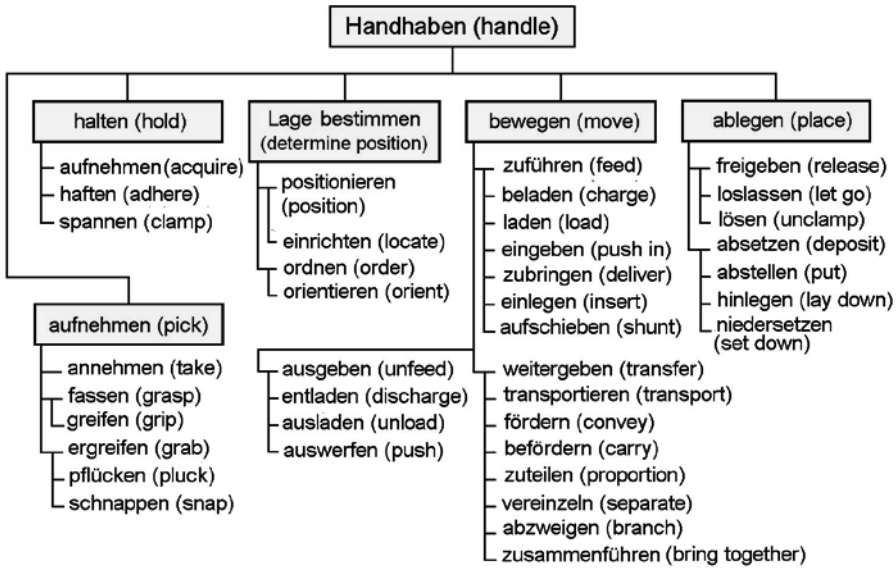 Handhaben (handle)
halten (hold)
aufnehmen (acquire)
haften (adhere)
spannen (clamp)
aufnehmen (pick)
annehmen (take)
fassen (grasp)
greifen (grip)
ergreifen (grab)
pflücken (pluck)
schnappen (snap)
Lage bestimmen
(determine position)
positionieren
(position)
einrichten (locate)
ordnen (order)
orientieren (orient)
bewegen (move)
zuführen (feed)
beladen (charge)
laden (load)
eingeben (push in)
zubringen (deliver)
einlegen (insert)
aufschieben (shunt)
ausgeben (unfeed)
entladen (discharge)
ausladen (unload)
auswerfen (push)
weitergeben (transfer)
transportieren (transport)
fördern (convey)
befördern (carry)
zuteilen (proportion)
vereinzeln (separate)
abzweigen (branch)
zusammenführen (bring together)
ablegen (place)
freigeben (release)
loslassen (let go)
lösen (unclamp)
absetzen (deposit)
abstellen (put)
hinlegen (lay down)
niedersetzen
(set down)